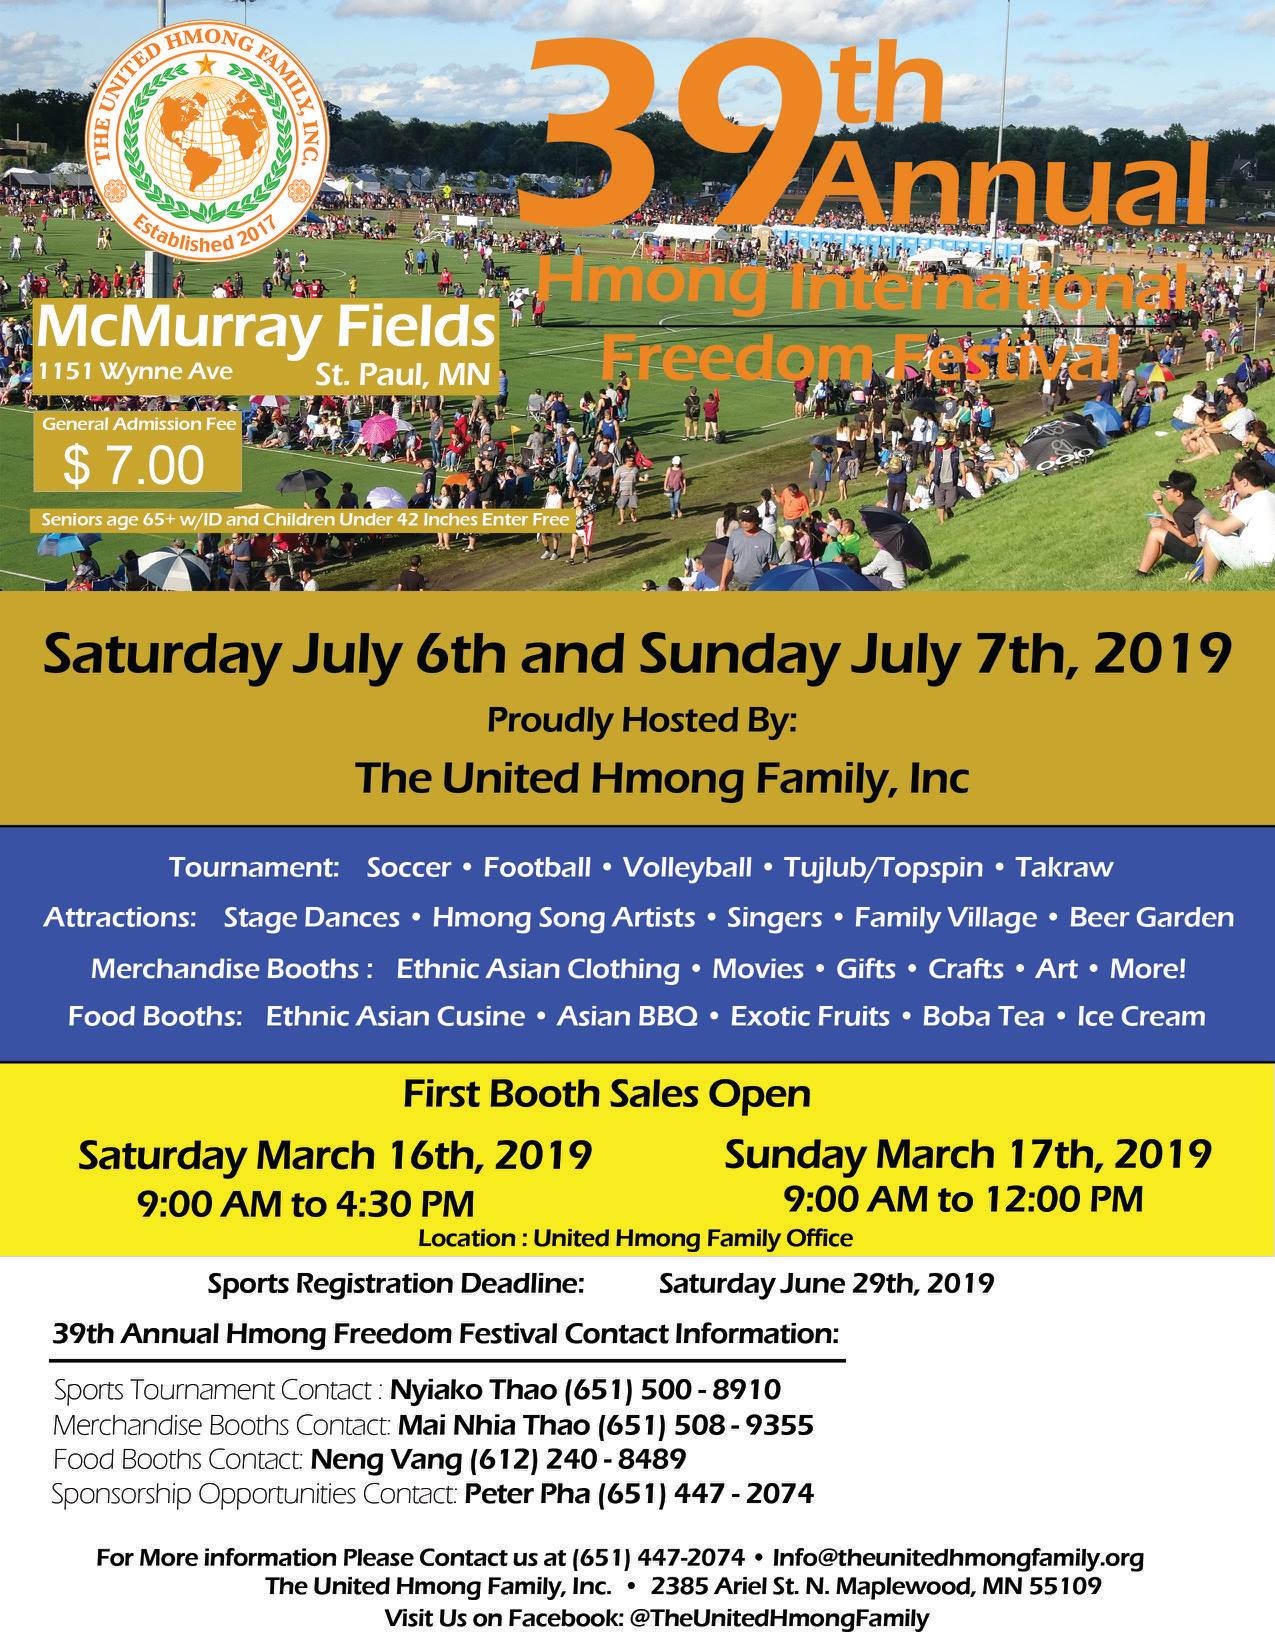 THE UNITED HMONG FAMILY, INC.
Established 2017
39th
Annual
Hmong International
Freedom Festival
McMurray Fields
1151 Wynne Ave St. Paul, MN
General Admission Fee
$ 7.00
Seniors age 65+ w/ID and Children Under 42 Inches Enter Free
Saturday July 6th and Sunday July 7th, 2019
Proudly Hosted By:
The United Hmong Family, Inc
Tournament: Soccer • Football • Volleyball • Tujlub/Topspin • Takraw
Attractions: Stage Dances • Hmong Song Artists • Singers • Family Village • Beer Garden
Merchandise Booths : Ethnic Asian Clothing • Movies • Gifts • Crafts • Art • More!
Food Booths: Ethnic Asian Cusine • Asian BBQ • Exotic Fruits • Boba Tea • Ice Cream
First Booth Sales Open
Saturday March 16th, 2019 Sunday March 17th, 2019
9:00 AM to 4:30 PM 9:00 AM to 12:00 PM
Location : United Hmong Family Office
Sports Registration Deadline: Saturday June 29th, 2019
39th Annual Hmong Freedom Festival Contact Information:
Sports Tournament Contact : Nyiako Thao (651) 500 - 8910
Merchandise Booths Contact: Mai Nhia Thao (651) 508 - 9355
Food Booths Contact: Neng Vang (612) 240 - 8489
Sponsorship Opportunities Contact: Peter Pha (651) 447 - 2074
For More information Please Contact us at (651) 447-2074 • Info@theunitedhmongfamily.org
The United Hmong Family, Inc. • 2385 Ariel St. N. Maplewood, MN 55109
Visit Us on Facebook: @TheUnitedHmongFamily